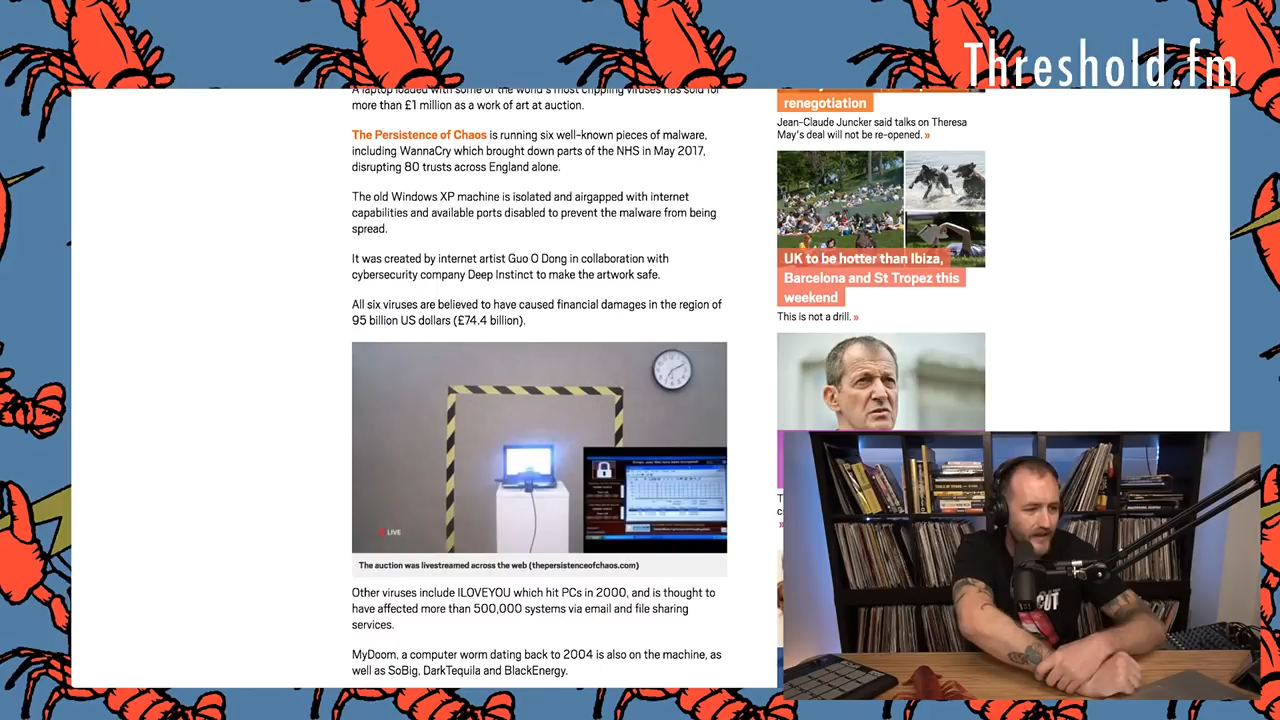 Threshold.fm
A laptop loaded with some of the world's most crippling viruses has sold for
more than £1 million as a work of art at auction.
The Persistence of Chaos is running six well-known pieces of malware,
including WannaCry which brought down parts of the NHS in May 2017,
disrupting 80 trusts across England alone.
The old Windows XP machine is isolated and airgapped with internet
capabilities and available ports disabled to prevent the malware from being
spread.
It was created by internet artist Guo O Dong in collaboration with
cybersecurity company Deep Instinct to make the artwork safe.
All six viruses are believed to have caused financial damages in the region of
95 billion US dollars (£74.4 billion).
LIVE
The auction was livestreamed across the web (thepersistenceofchaos.com)
Other viruses include ILOVEYOU which hit PCs in 2000, and is thought to
have affected more than 500,000 systems via email and file sharing
services.
MyDoom, a computer worm dating back to 2004 is also on the machine, as
well as SoBig, DarkTequila and BlackEnergy.
renegotiation
Jean-Claude Juncker said talks on Theresa
May's deal will not be re-opened. »
UK to be hotter than Ibiza,
Barcelona and St Tropez this
weekend
This is not a drill. »